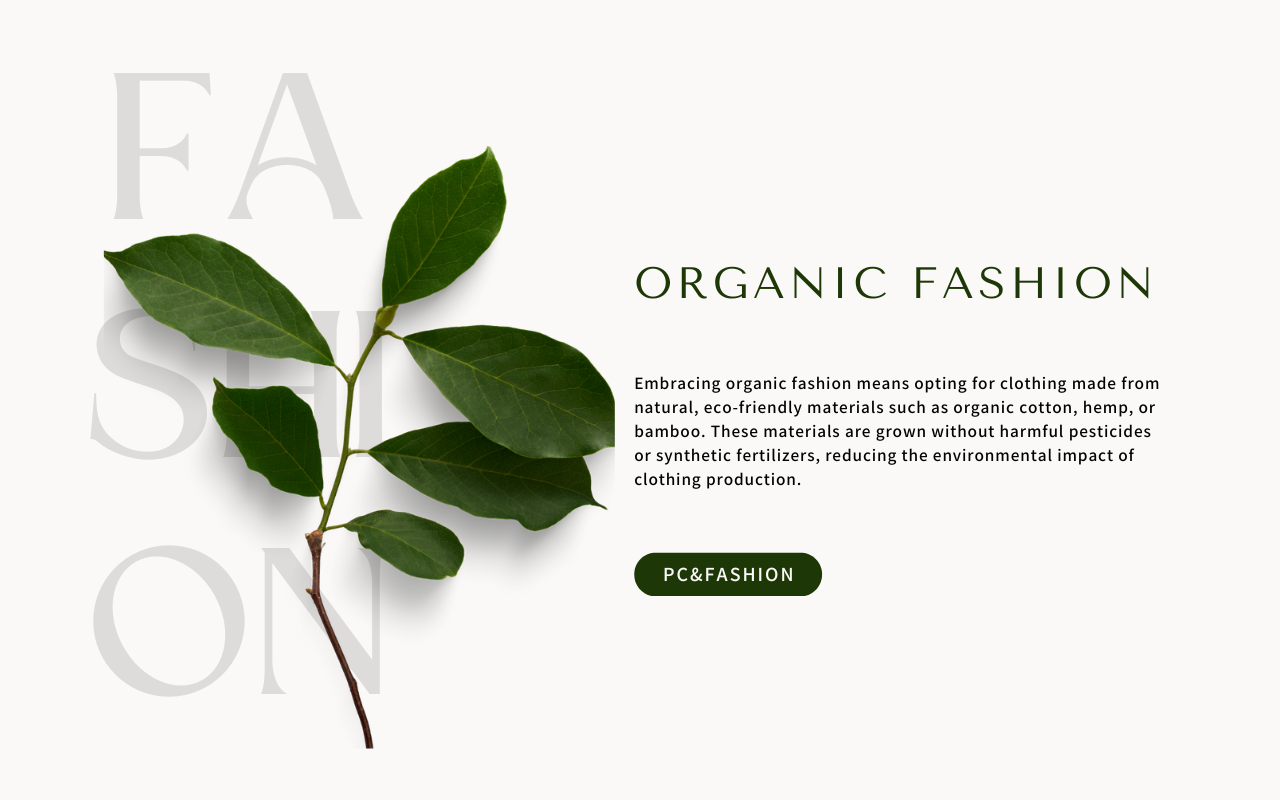 FA
SHI
ON
ORGANIC FASHION
Embracing organic fashion means opting for clothing made from
natural, eco-friendly materials such as organic cotton, hemp, or
bamboo. These materials are grown without harmful pesticides
or synthetic fertilizers, reducing the environmental impact of
clothing production.
PC&FASHION